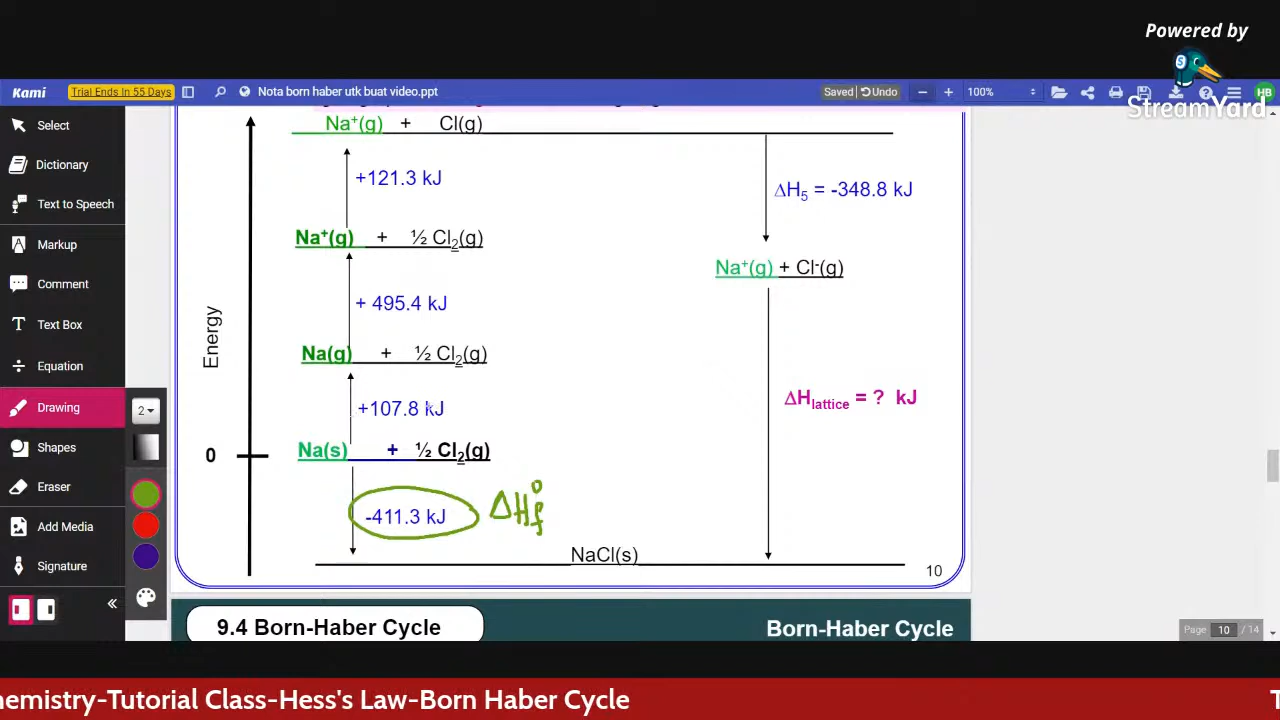 Powered by
StreamYard
Kami
Trial Ends In 55 Days
Nota born haber utk buat video.ppt
Saved
Undo
100%
HB
Select
Dictionary
Text to Speech
Markup
Comment
Text Box
Equation
Drawing
Shapes
Eraser
Add Media
Signature
2
Na⁺(g) + Cl(g)
+121.3 kJ
ΔH₅ = -348.8 kJ
Na⁺(g) + ½ Cl₂(g)
Na⁺(g) + Cl⁻(g)
+ 495.4 kJ
Energy
Na(g) + ½ Cl₂(g)
ΔHlattice = ? kJ
+107.8 kJ
0
Na(s) + ½ Cl₂(g)
-411.3 kJ
ΔH°f
NaCl(s)
10
9.4 Born-Haber Cycle
Born-Haber Cycle
Page 10 / 14
hemistry-Tutorial Class-Hess's Law-Born Haber Cycle
T